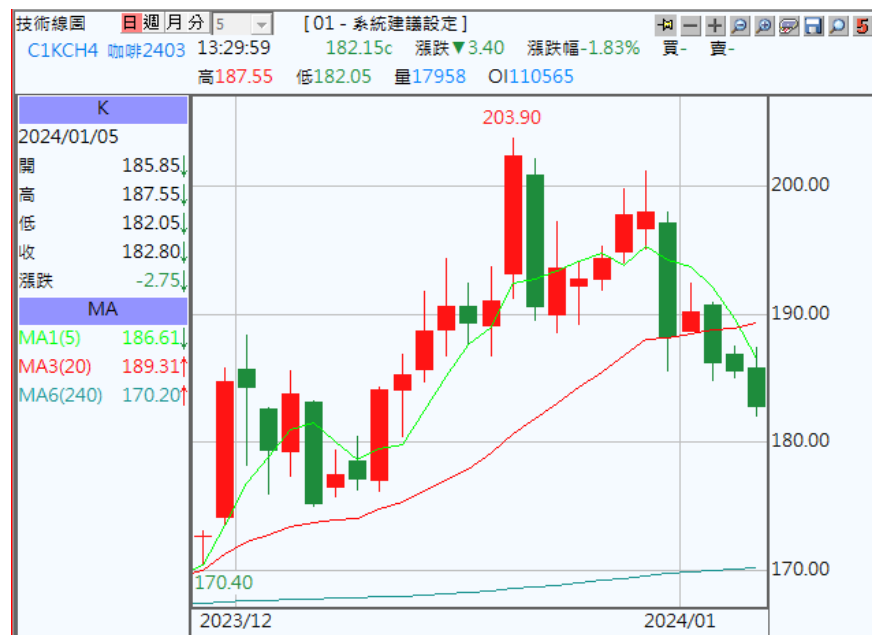 技術線圖 日 週 月 分 5 [ 01 - 系統建議設定 ]
C1KCH4 咖啡2403 13:29:59 182.15c 漲跌▼3.40 漲跌幅-1.83% 買- 賣-
高187.55 低182.05 量17958 OI110565
K
2024/01/05
開 185.85↓
高 187.55↓
低 182.05↓
收 182.80↓
漲跌 -2.75↓
MA
MA1(5) 186.61↓
MA3(20) 189.31↑
MA6(240) 170.20↑
203.90
200.00
190.00
180.00
170.00
170.40
2023/12 2024/01
5